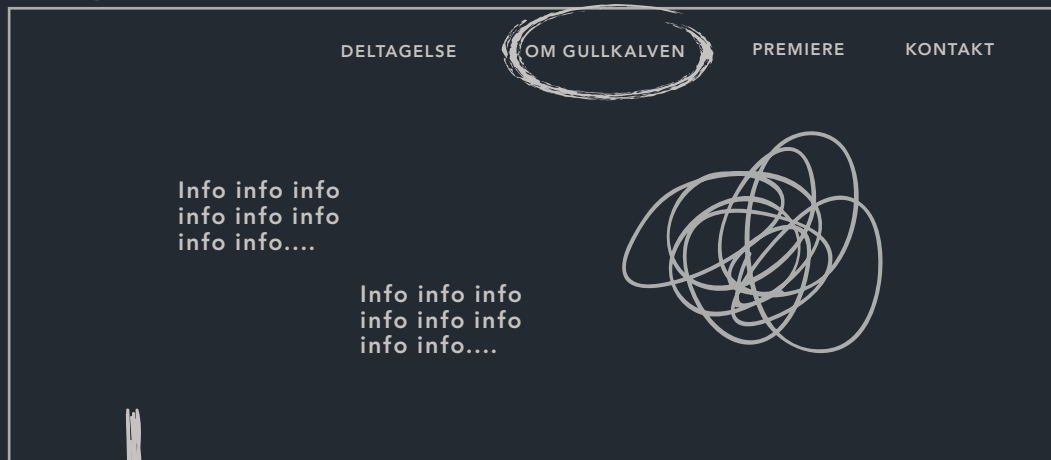 DELTAGELSE OM GULLKALVEN PREMIERE KONTAKT
Info info info
info info info
info info....
Info info info
info info info
info info....